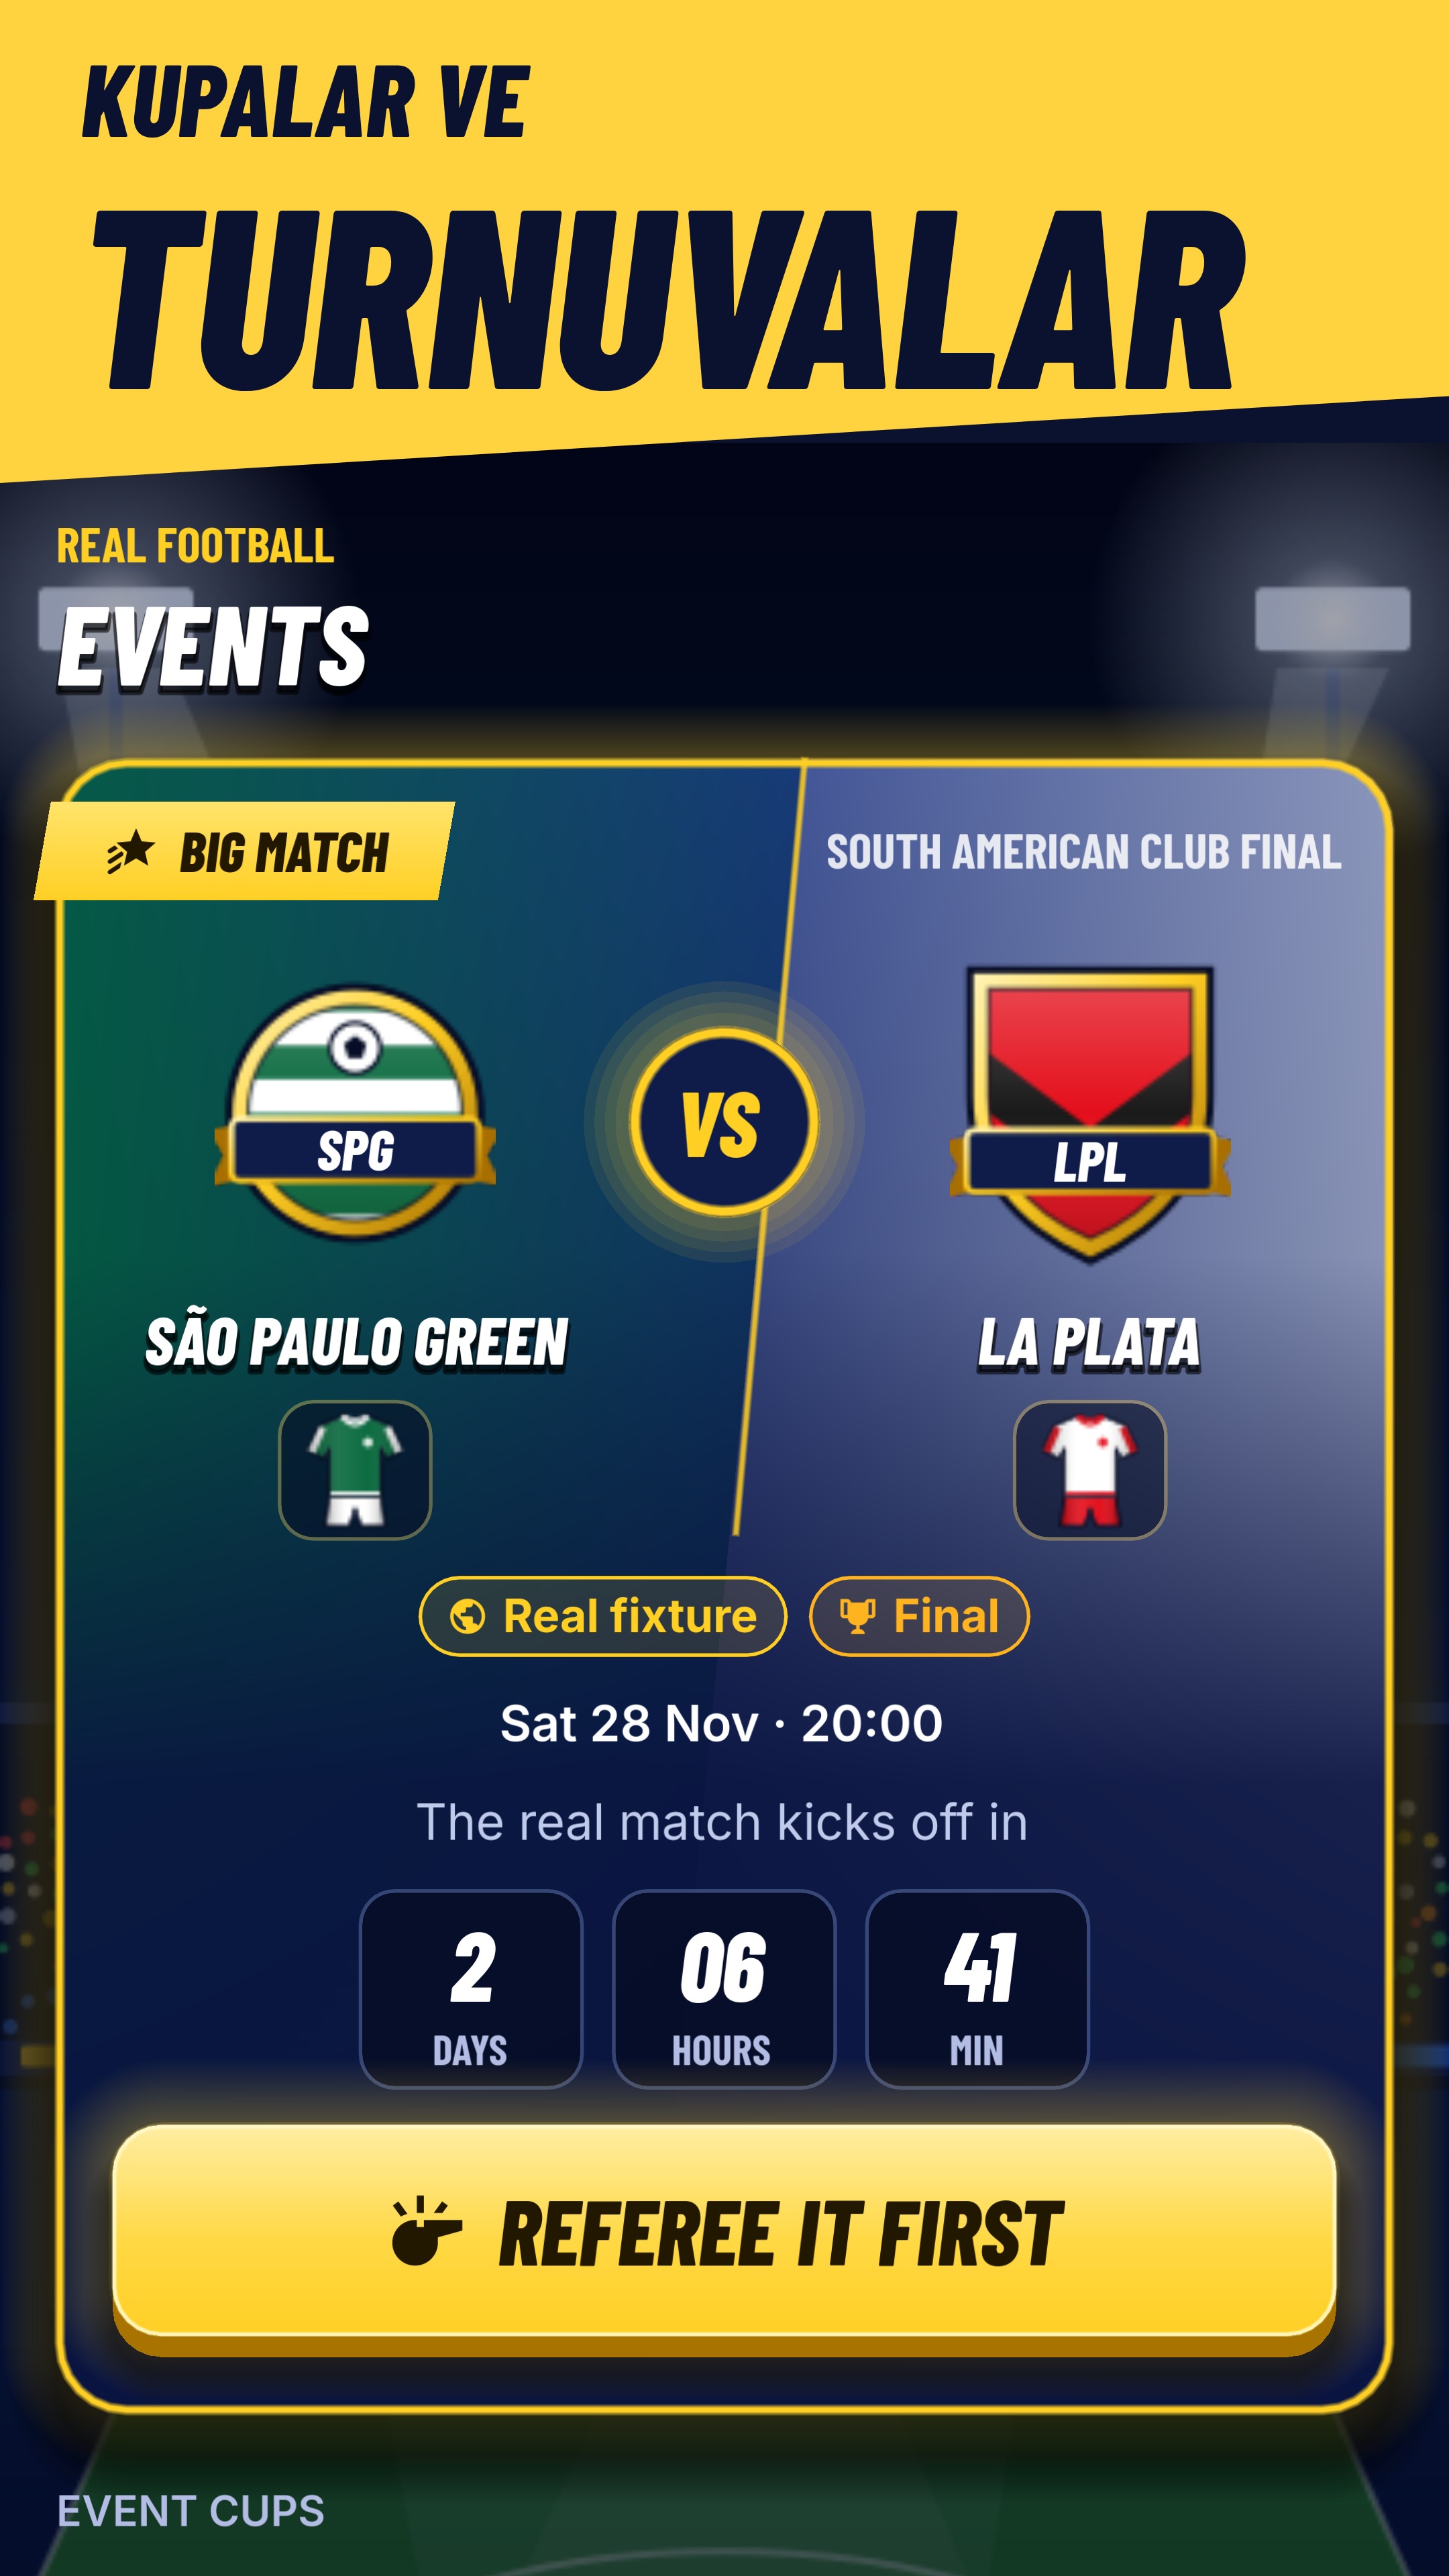 KUPALAR VE
TURNUVALAR
REAL FOOTBALL
EVENTS
BIG MATCH
SOUTH AMERICAN CLUB FINAL
SPG
VS
LPL
SÃO PAULO GREEN
LA PLATA
Real fixture
Final
Sat 28 Nov · 20:00
The real match kicks off in
2
06
41
DAYS
HOURS
MIN
REFEREE IT FIRST
EVENT CUPS